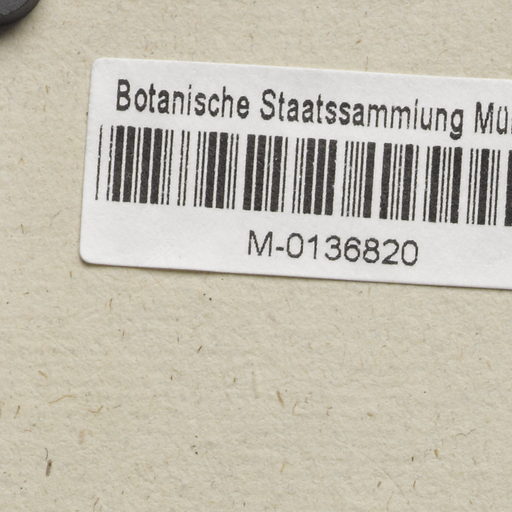 Botanische Staatssammlung Mü
M-0136820